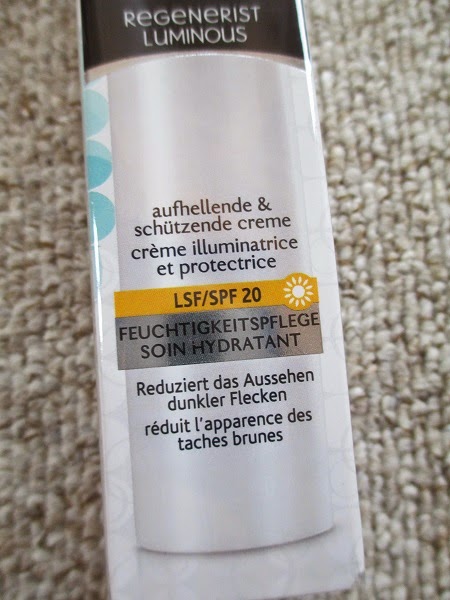 REGENERIST
LUMINOUS
aufhellende &
schützende creme
crème illuminatrice
et protectrice
LSF/SPF 20
FEUCHTIGKEITSPFLEGE
SOIN HYDRATANT
Reduziert das Aussehen
dunkler Flecken
réduit l'apparence des
taches brunes